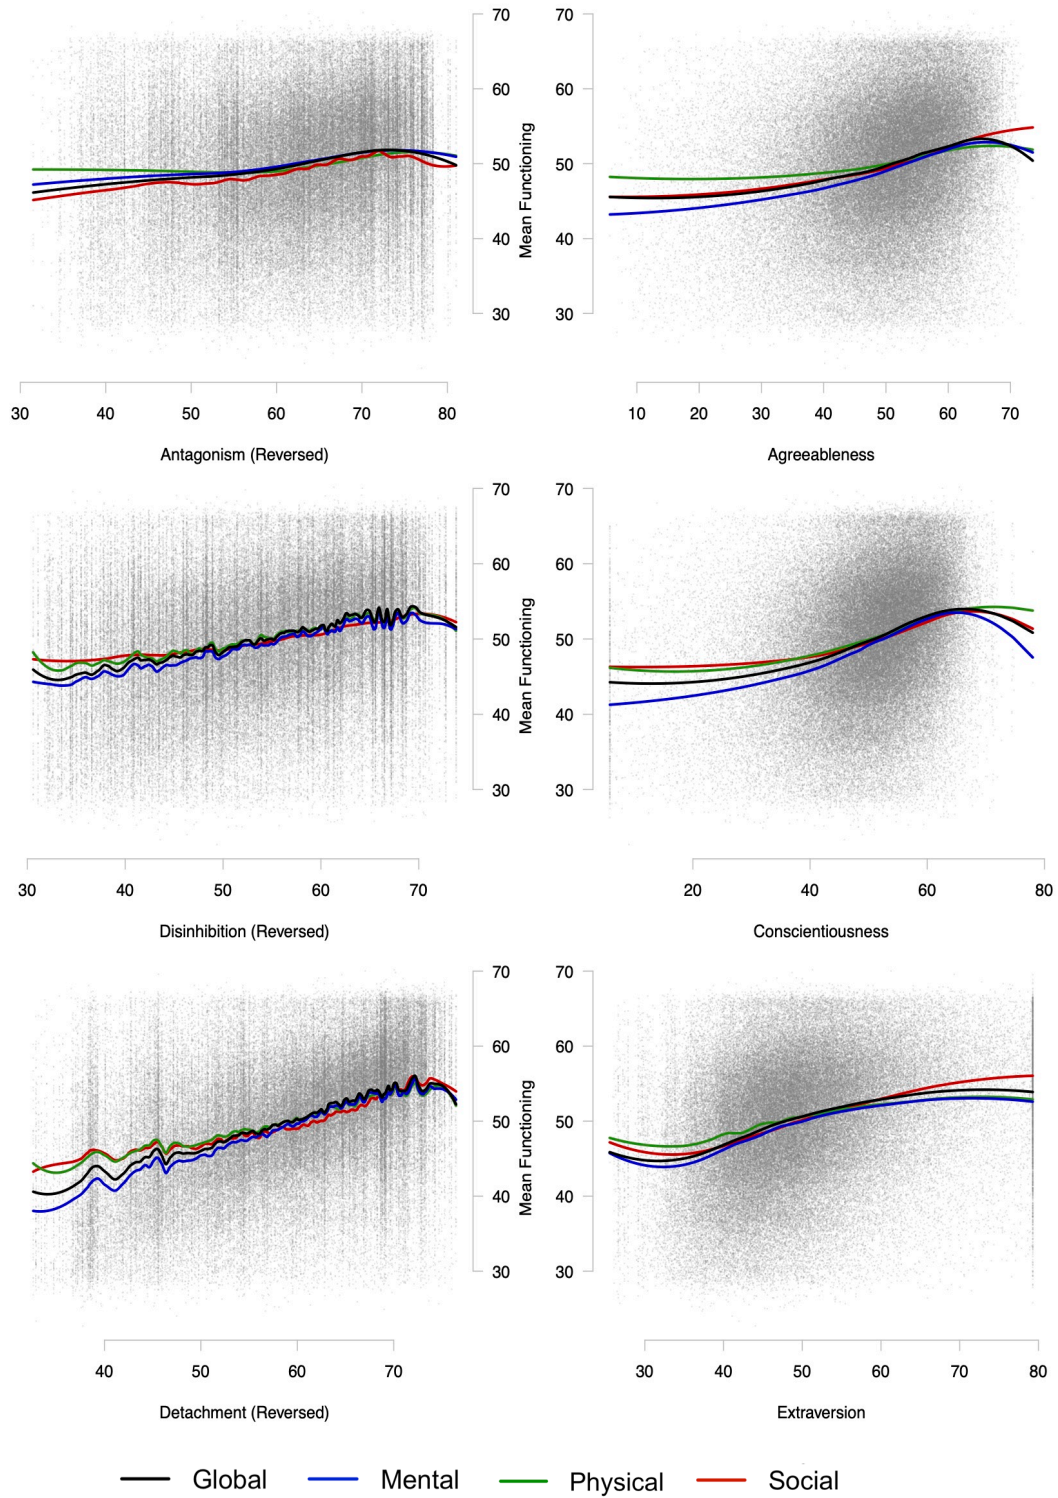 70 70
60 60
50 50
40 40
30 30
Mean Functioning
30 40 50 60 70 80 10 20 30 40 50 60 70
Antagonism (Reversed) Agreeableness
70 70
60 60
50 50
40 40
30 30
Mean Functioning
30 40 50 60 70 20 40 60 80
Disinhibition (Reversed) Conscientiousness
70 70
60 60
50 50
40 40
30 30
Mean Functioning
40 50 60 70 30 40 50 60 70 80
Detachment (Reversed) Extraversion
Global Mental Physical Social